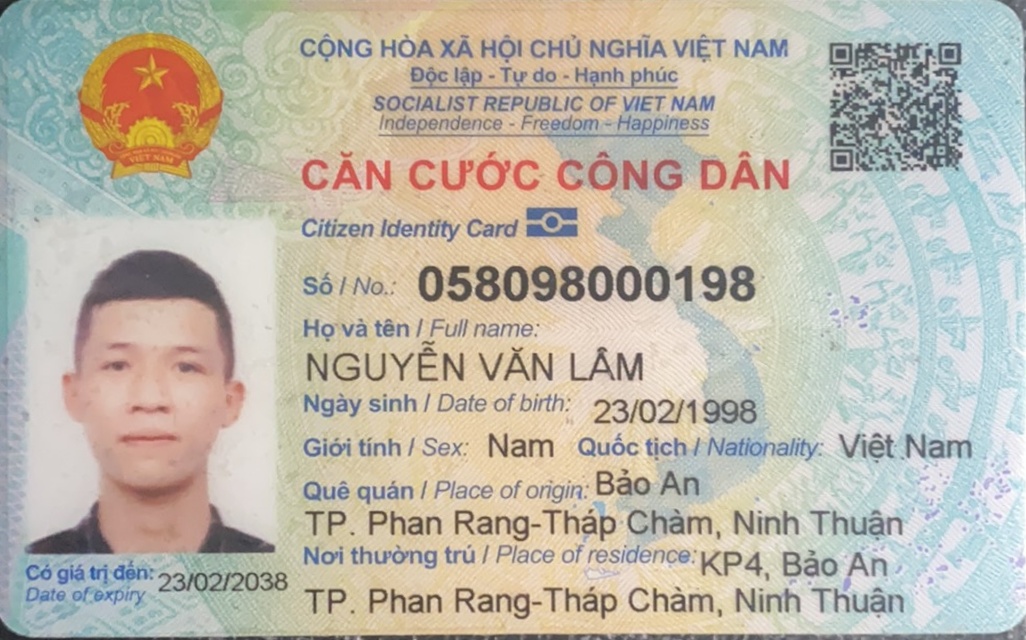 CỘNG HÒA XÃ HỘI CHỦ NGHĨA VIỆT NAM
Độc lập - Tự do - Hạnh phúc
SOCIALIST REPUBLIC OF VIET NAM
Independence - Freedom - Happiness
VIỆT NAM
CĂN CƯỚC CÔNG DÂN
Citizen Identity Card
Số / No.: 058098000198
Họ và tên / Full name:
NGUYỄN VĂN LÂM
Ngày sinh / Date of birth: 23/02/1998
Giới tính / Sex: Nam Quốc tịch / Nationality: Việt Nam
Quê quán / Place of origin: Bảo An
TP. Phan Rang-Tháp Chàm, Ninh Thuận
Nơi thường trú / Place of residence: KP4, Bảo An
TP. Phan Rang-Tháp Chàm, Ninh Thuận
Có giá trị đến: 23/02/2038
Date of expiry